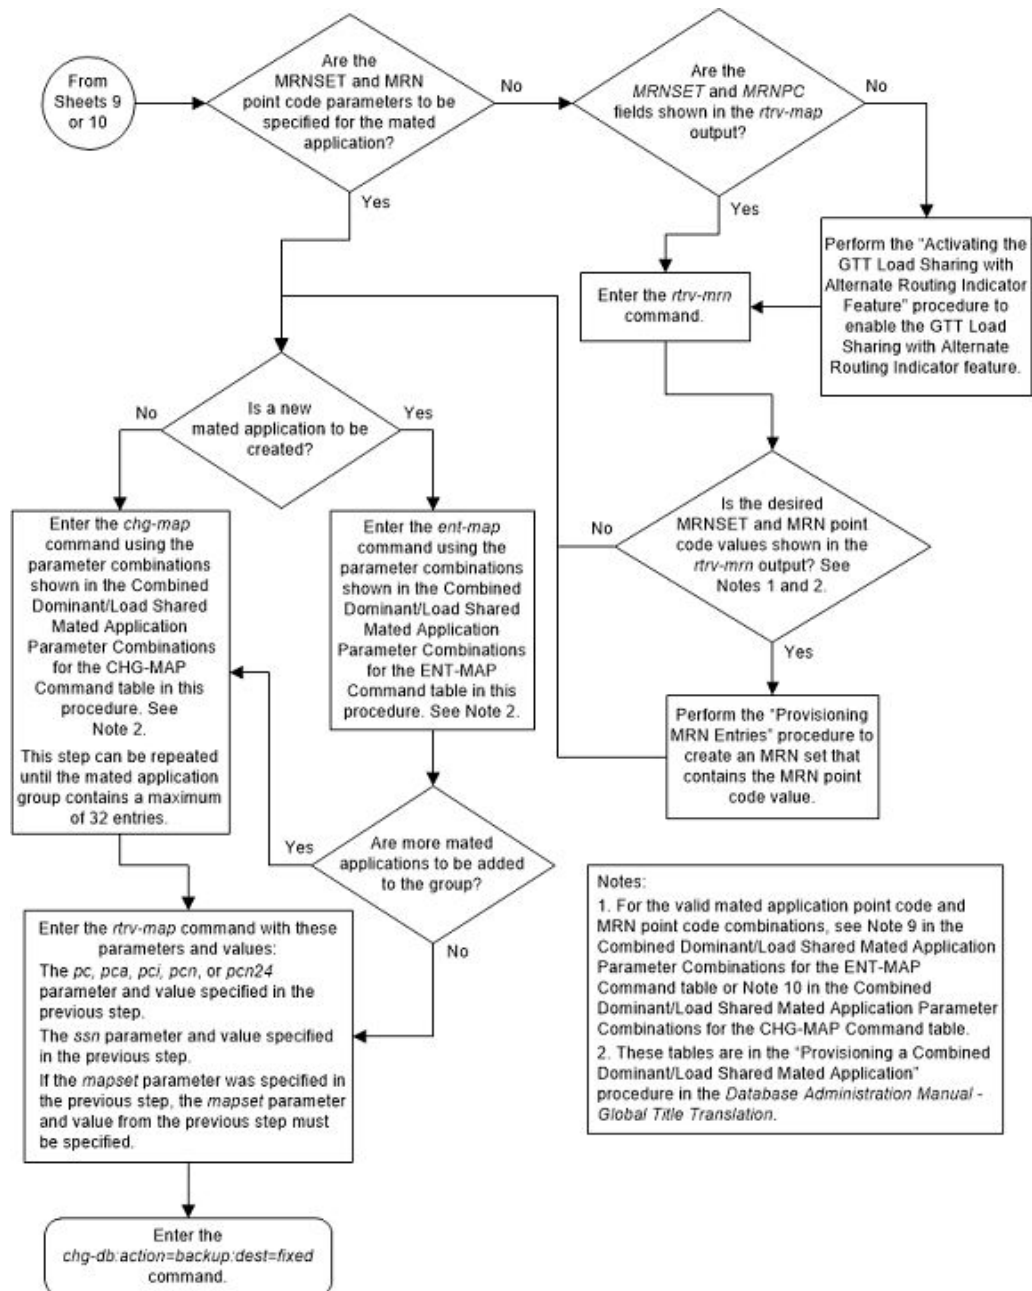 From
Sheets 9
or 10
Are the
MRNSET and MRN
point code parameters to be
specified for the mated
application?
No
Yes
Are the
MRNSET and MRNPC
fields shown in the rtrv-map
output?
No
Yes
Perform the "Activating the
GTT Load Sharing with
Alternate Routing Indicator
Feature" procedure to
enable the GTT Load
Sharing with Alternate
Routing Indicator feature.
Enter the rtrv-mrn
command.
Is the desired
MRNSET and MRN point
code values shown in the
rtrv-mrn output? See
Notes 1 and 2.
No
Yes
Perform the "Provisioning
MRN Entries" procedure to
create an MRN set that
contains the MRN point
code value.
Is a new
mated application to be
created?
No
Yes
Enter the chg-map
command using the
parameter combinations
shown in the Combined
Dominant/Load Shared
Mated Application
Parameter Combinations
for the CHG-MAP
Command table in this
procedure. See
Note 2.
This step can be repeated
until the mated application
group contains a maximum
of 32 entries.
Enter the ent-map
command using the
parameter combinations
shown in the Combined
Dominant/Load Shared
Mated Application
Parameter Combinations
for the ENT-MAP
Command table in this
procedure. See Note 2.
Are more mated
applications to be added
to the group?
Yes
No
Enter the rtrv-map command with these
parameters and values:
The pc, pca, pci, pcn, or pcn24
parameter and value specified in the
previous step.
The ssn parameter and value specified
in the previous step.
If the mapset parameter was specified in
the previous step, the mapset parameter
and value from the previous step must
be specified.
Enter the
chg-db:action=backup:dest=fixed
command.
Notes:
1. For the valid mated application point code and
MRN point code combinations, see Note 9 in the
Combined Dominant/Load Shared Mated Application
Parameter Combinations for the ENT-MAP
Command table or Note 10 in the Combined
Dominant/Load Shared Mated Application Parameter
Combinations for the CHG-MAP Command table.
2. These tables are in the "Provisioning a Combined
Dominant/Load Shared Mated Application"
procedure in the Database Administration Manual -
Global Title Translation.